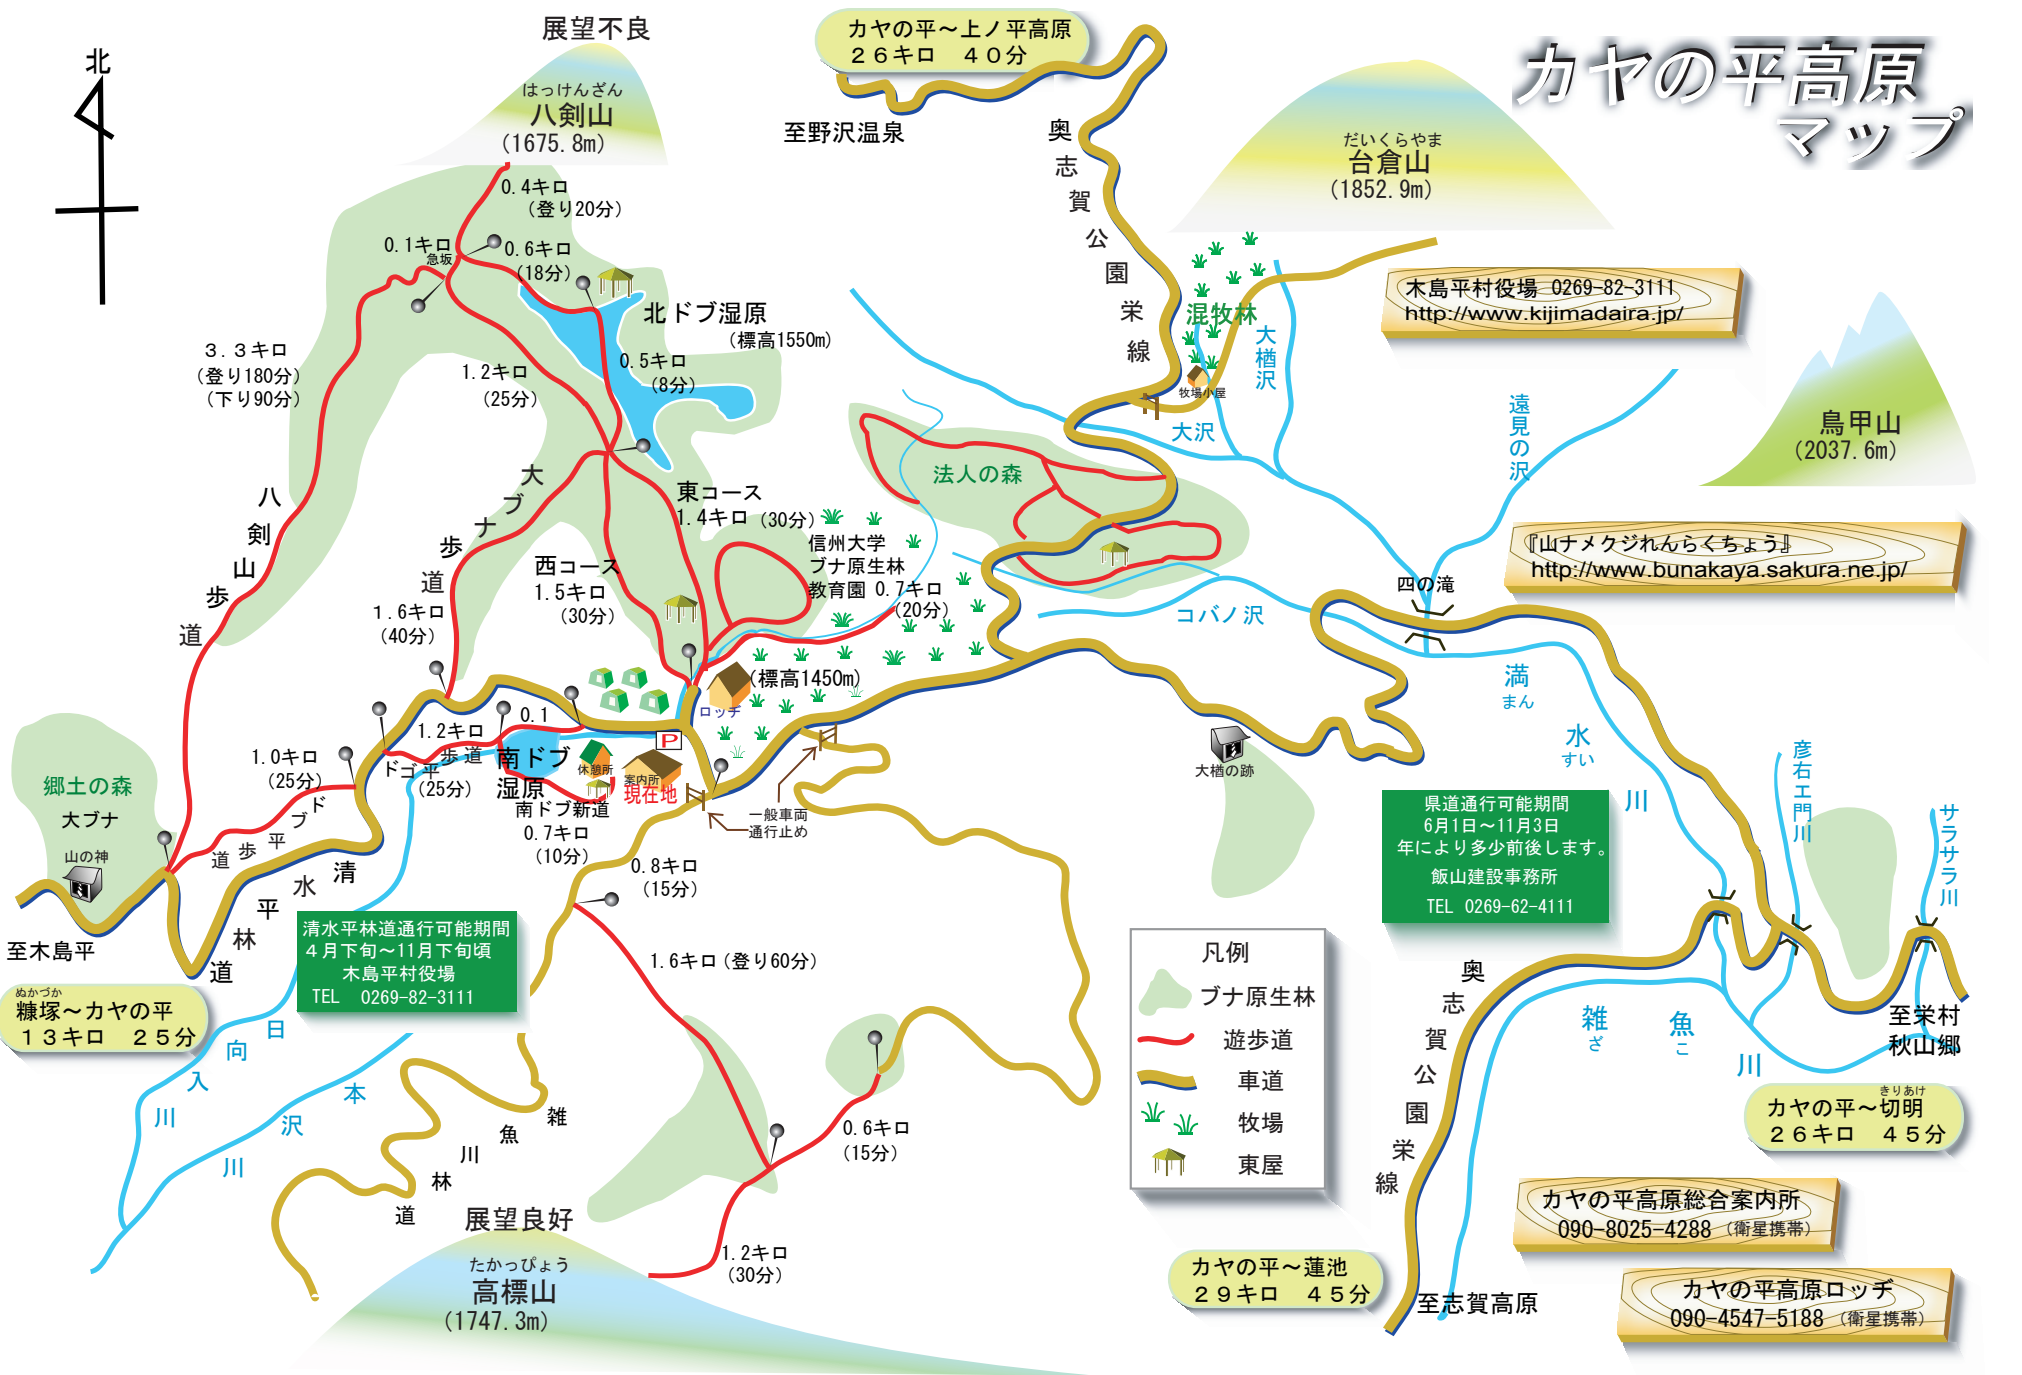 カヤの平高原
マップ
北
展望不良
はっけんざん
八剣山
(1675.8m)
カヤの平～上ノ平高原
２６キロ　４０分
至野沢温泉
奥志賀公園栄線
だいくらやま
台倉山
(1852.9m)
木島平村役場 0269-82-3111
http://www.kijimadaira.jp/
鳥甲山
(2037.6m)
『山ナメクジれんらくちょう』
http://www.bunakaya.sakura.ne.jp/
0.4キロ
(登り20分)
0.1キロ
急坂
0.6キロ
(18分)
北ドブ湿原
(標高1550m)
0.5キロ
(8分)
1.2キロ
(25分)
３.３キロ
(登り180分)
(下り90分)
八剣山歩道
大ブナ歩道
1.6キロ
(40分)
東コース
1.4キロ (30分)
西コース
1.5キロ
(30分)
信州大学
ブナ原生林
教育園 0.7キロ
(20分)
法人の森
混牧林
牧場小屋
大楢沢
大沢
遠見の沢
四の滝
コバノ沢
満水川
まん
すい
彦右エ門川
サラサラ川
大楢の跡
(標高1450m)
ロッヂ
P
休憩所
案内所
現在地
南ドブ
湿原
南ドブ新道
0.7キロ
(10分)
0.1
1.2キロ
ドゴ平歩道
(25分)
1.0キロ
(25分)
ドブ平歩道
郷土の森
大ブナ
山の神
至木島平
清水平林道
ぬかづか
糠塚～カヤの平
１３キロ　２５分
清水平林道通行可能期間
４月下旬～11月下旬頃
木島平村役場
TEL 0269-82-3111
一般車両
通行止め
0.8キロ
(15分)
1.6キロ (登り60分)
0.6キロ
(15分)
1.2キロ
(30分)
日向入川
本沢川
雑魚川林道
展望良好
たかっぴょう
高標山
(1747.3m)
凡例
ブナ原生林
遊歩道
車道
牧場
東屋
県道通行可能期間
6月1日～11月3日
年により多少前後します。
飯山建設事務所
TEL 0269-62-4111
奥志賀公園栄線
雑魚川
ざ
こ
至栄村
秋山郷
きりあけ
カヤの平～切明
２６キロ　４５分
カヤの平～蓮池
２９キロ　４５分
至志賀高原
カヤの平高原総合案内所
090-8025-4288 (衛星携帯)
カヤの平高原ロッヂ
090-4547-5188 (衛星携帯)